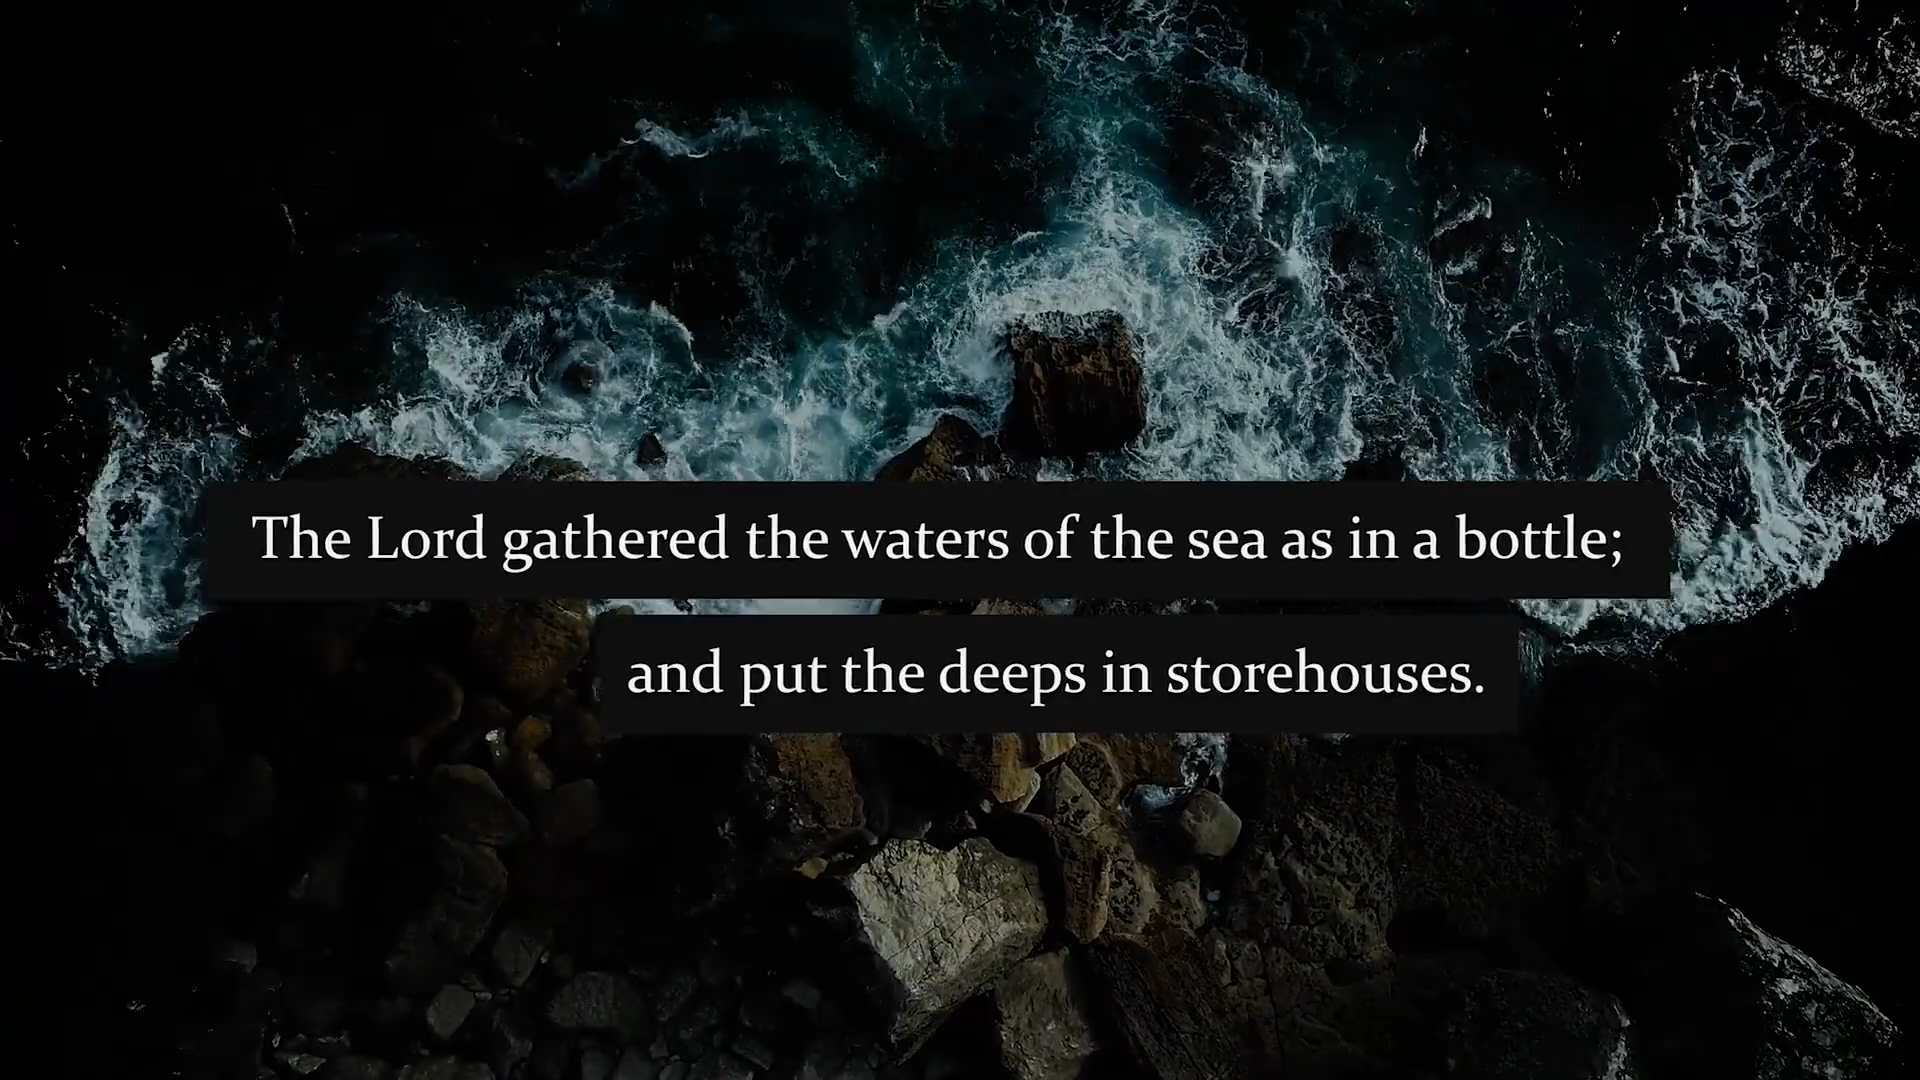 The Lord gathered the waters of the sea as in a bottle;
and put the deeps in storehouses.